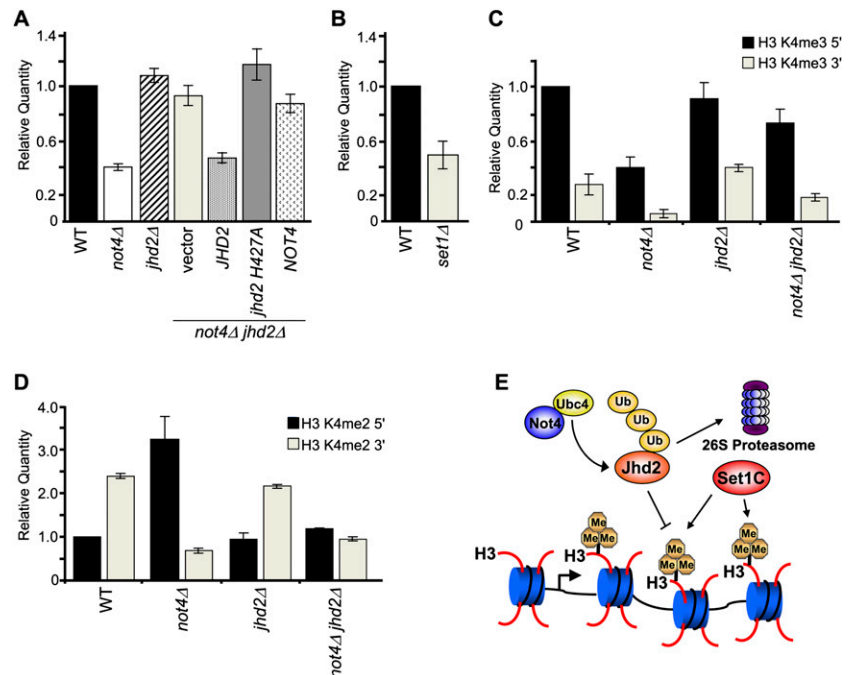 A
Relative Quantity
1.4
1.0
0.6
0.2
0
WT
not4Δ
jhd2Δ
vector
JHD2
jhd2 H427A
NOT4
not4Δ jhd2Δ
B
Relative Quantity
1.4
1.0
0.6
0.2
0
WT
set1Δ
C
H3 K4me3 5'
H3 K4me3 3'
Relative Quantity
1.4
1.0
0.6
0.2
0
WT
not4Δ
jhd2Δ
not4Δ jhd2Δ
D
H3 K4me2 5'
H3 K4me2 3'
Relative Quantity
4.0
3.0
2.0
1.0
0
WT
not4Δ
jhd2Δ
not4Δ jhd2Δ
E
Ubc4
Not4
Ub
Ub
Ub
Jhd2
26S Proteasome
Set1C
Me
Me Me
H3
H3
Me
Me Me
H3
Me
Me Me
H3